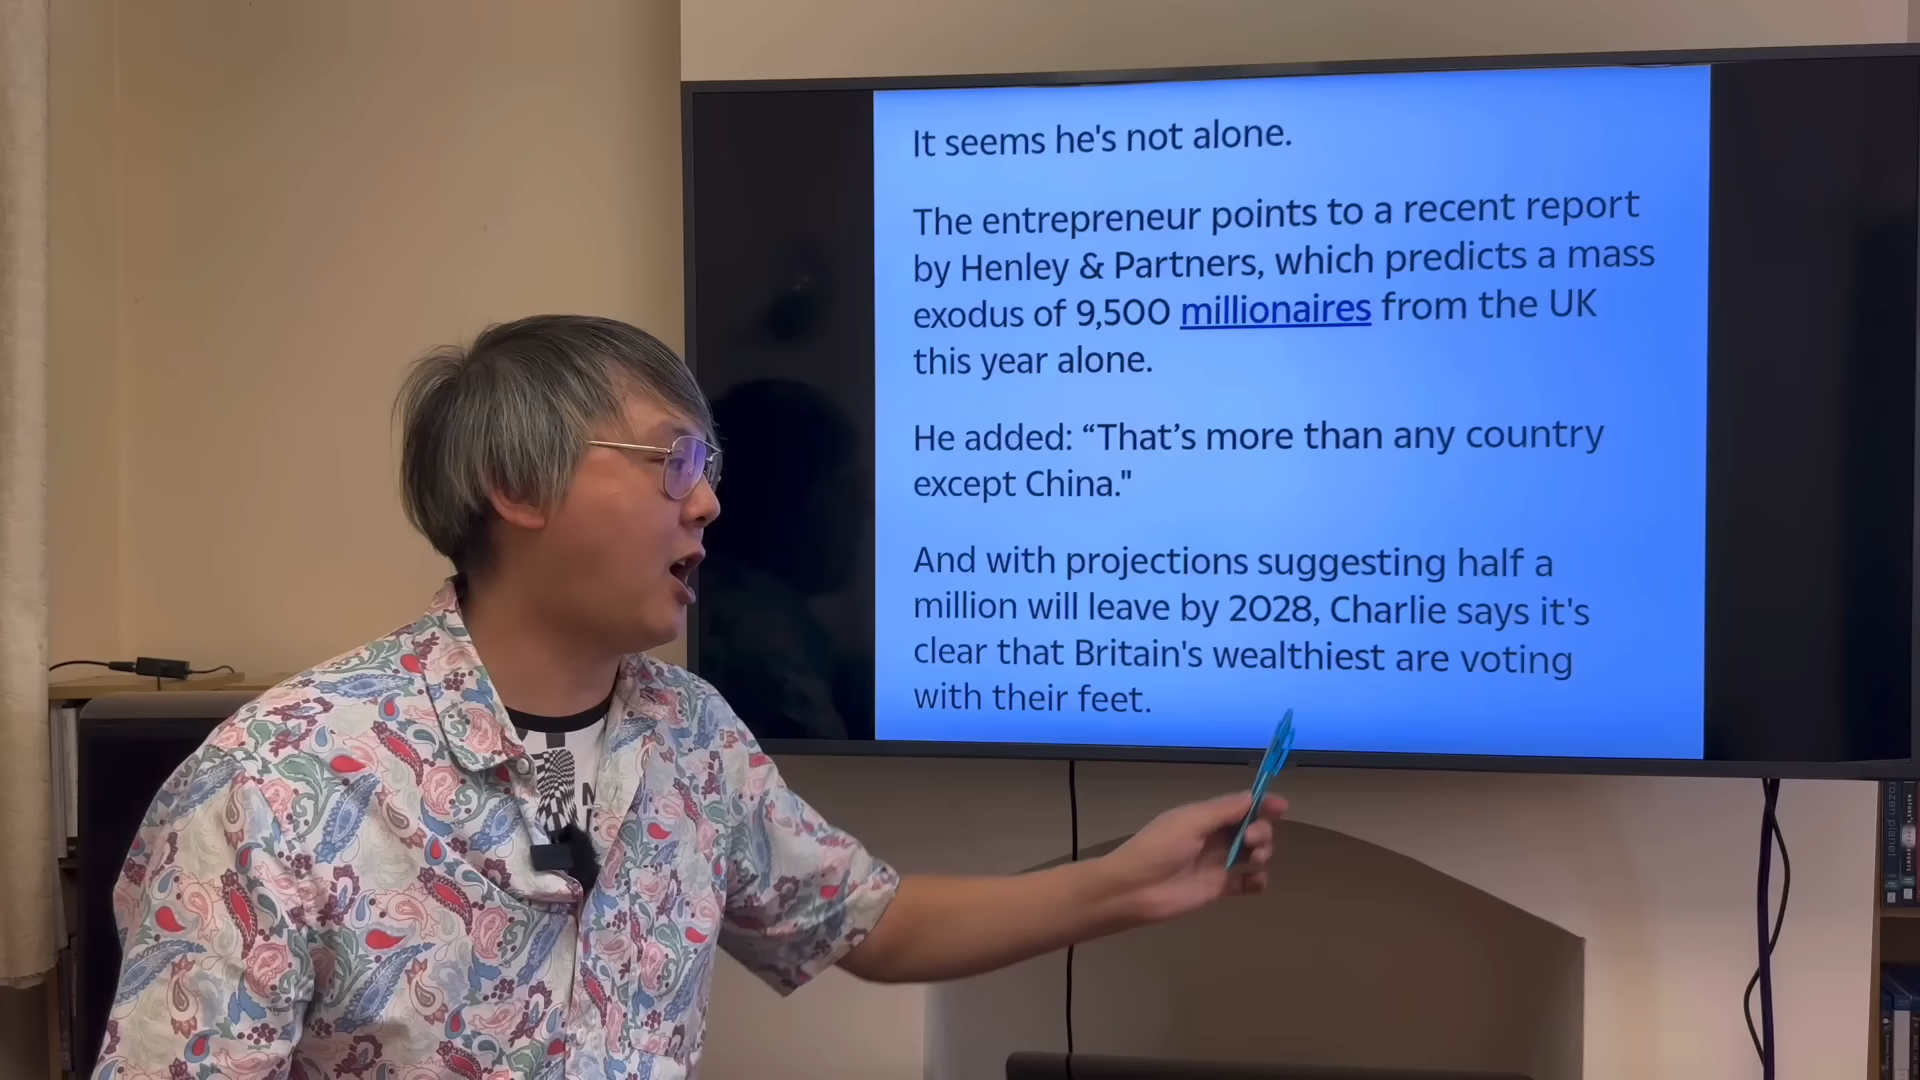 It seems he's not alone.
The entrepreneur points to a recent report
by Henley & Partners, which predicts a mass
exodus of 9,500 millionaires from the UK
this year alone.
He added: “That’s more than any country
except China."
And with projections suggesting half a
million will leave by 2028, Charlie says it's
clear that Britain's wealthiest are voting
with their feet.
frozen planet